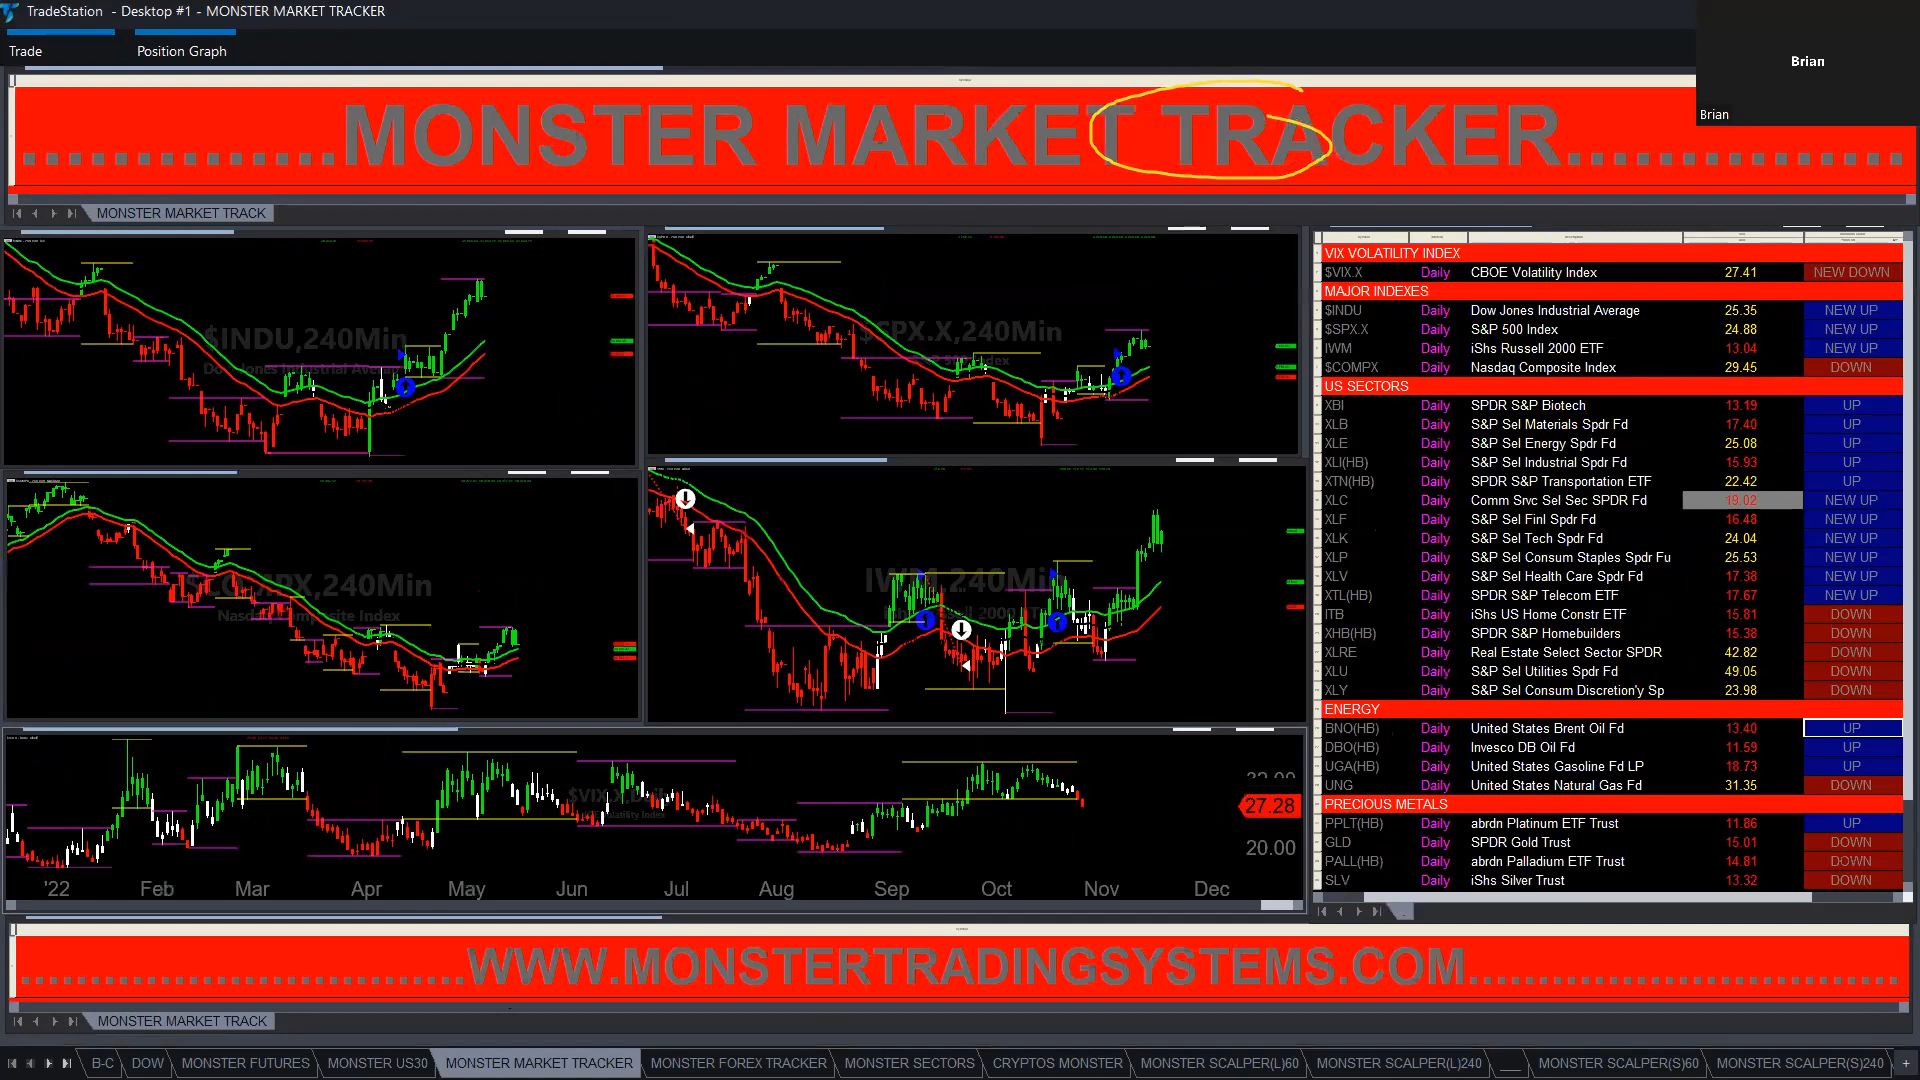 TradeStation - Desktop #1 - MONSTER MARKET TRACKER
Trade
Position Graph
Brian
Brian
MONSTER MARKET TRACKER
MONSTER MARKET TRACK
$INDU,240Min
Dow Jones Industrial Average
$SPX.X,240Min
IWM,240Min
Nasdaq Composite Index
$VIX.X,Daily
27.28
20.00
'22 Feb Mar Apr May Jun Jul Aug Sep Oct Nov Dec
VIX VOLATILITY INDEX
$VIX.X Daily CBOE Volatility Index 27.41 NEW DOWN
MAJOR INDEXES
$INDU Daily Dow Jones Industrial Average 25.35 NEW UP
$SPX.X Daily S&P 500 Index 24.88 NEW UP
IWM Daily iShs Russell 2000 ETF 13.04 NEW UP
$COMPX Daily Nasdaq Composite Index 29.45 DOWN
US SECTORS
XBI Daily SPDR S&P Biotech 13.19 UP
XLB Daily S&P Sel Materials Spdr Fd 17.40 UP
XLE Daily S&P Sel Energy Spdr Fd 25.08 UP
XLI(HB) Daily S&P Sel Industrial Spdr Fd 15.93 UP
XTN(HB) Daily SPDR S&P Transportation ETF 22.42 UP
XLC Daily Comm Srvc Sel Sec SPDR Fd 19.02 NEW UP
XLF Daily S&P Sel Finl Spdr Fd 16.48 NEW UP
XLK Daily S&P Sel Tech Spdr Fd 24.04 NEW UP
XLP Daily S&P Sel Consum Staples Spdr Fu 25.53 NEW UP
XLV Daily S&P Sel Health Care Spdr Fd 17.38 NEW UP
XTL(HB) Daily SPDR S&P Telecom ETF 17.67 NEW UP
ITB Daily iShs US Home Constr ETF 15.81 DOWN
XHB(HB) Daily SPDR S&P Homebuilders 15.38 DOWN
XLRE Daily Real Estate Select Sector SPDR 42.82 DOWN
XLU Daily S&P Sel Utilities Spdr Fd 49.05 DOWN
XLY Daily S&P Sel Consum Discretion'y Sp 23.98 DOWN
ENERGY
BNO(HB) Daily United States Brent Oil Fd 13.40 UP
DBO(HB) Daily Invesco DB Oil Fd 11.59 UP
UGA(HB) Daily United States Gasoline Fd LP 18.73 UP
UNG Daily United States Natural Gas Fd 31.35 DOWN
PRECIOUS METALS
PPLT(HB) Daily abrdn Platinum ETF Trust 11.86 UP
GLD Daily SPDR Gold Trust 15.01 DOWN
PALL(HB) Daily abrdn Palladium ETF Trust 14.81 DOWN
SLV Daily iShs Silver Trust 13.32 DOWN
WWW.MONSTERTRADINGSYSTEMS.COM
MONSTER MARKET TRACK
B-C DOW MONSTER FUTURES MONSTER US30 MONSTER MARKET TRACKER MONSTER FOREX TRACKER MONSTER SECTORS CRYPTOS MONSTER MONSTER SCALPER(L)60 MONSTER SCALPER(L)240 ___ MONSTER SCALPER(S)60 MONSTER SCALPER(S)240 +